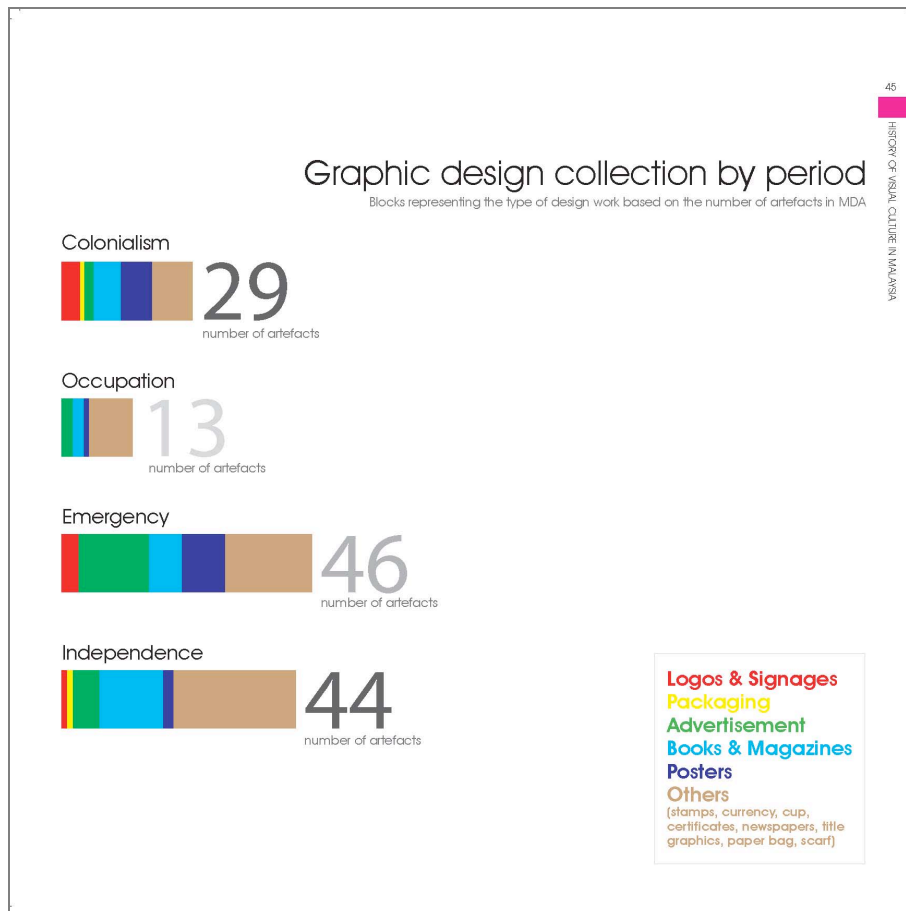 45
HISTORY OF VISUAL CULTURE IN MALAYSIA
Graphic design collection by period
Blocks representing the type of design work based on the number of artefacts in MDA
Colonialism
29
number of artefacts
Occupation
13
number of artefacts
Emergency
46
number of artefacts
Independence
44
number of artefacts
Logos & Signages
Packaging
Advertisement
Books & Magazines
Posters
Others
(stamps, currency, cup,
certificates, newspapers, title
graphics, paper bag, scarf)